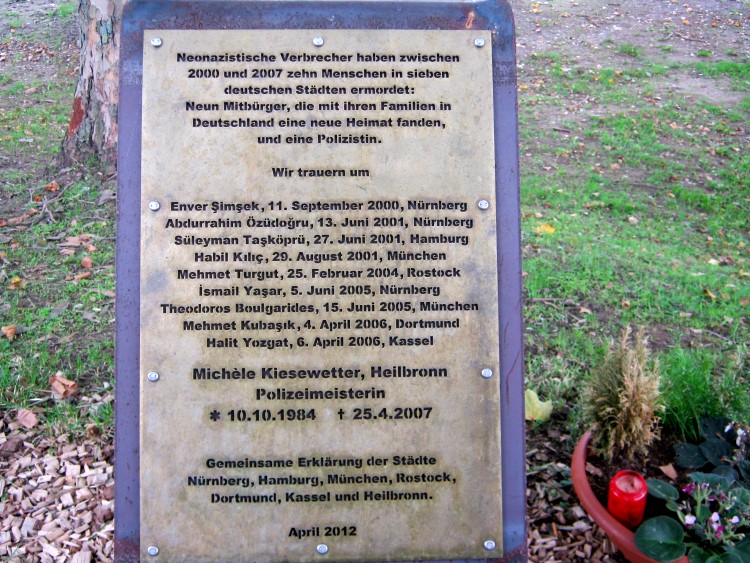 Neonazistische Verbrecher haben zwischen
2000 und 2007 zehn Menschen in sieben
deutschen Städten ermordet:
Neun Mitbürger, die mit ihren Familien in
Deutschland eine neue Heimat fanden,
und eine Polizistin.
Wir trauern um
Enver Şimşek, 11. September 2000, Nürnberg
Abdurrahim Özüdoğru, 13. Juni 2001, Nürnberg
Süleyman Taşköprü, 27. Juni 2001, Hamburg
Habil Kılıç, 29. August 2001, München
Mehmet Turgut, 25. Februar 2004, Rostock
İsmail Yaşar, 5. Juni 2005, Nürnberg
Theodoros Boulgarides, 15. Juni 2005, München
Mehmet Kubaşık, 4. April 2006, Dortmund
Halit Yozgat, 6. April 2006, Kassel
Michèle Kiesewetter, Heilbronn
Polizeimeisterin
* 10.10.1984 † 25.4.2007
Gemeinsame Erklärung der Städte
Nürnberg, Hamburg, München, Rostock,
Dortmund, Kassel und Heilbronn.
April 2012